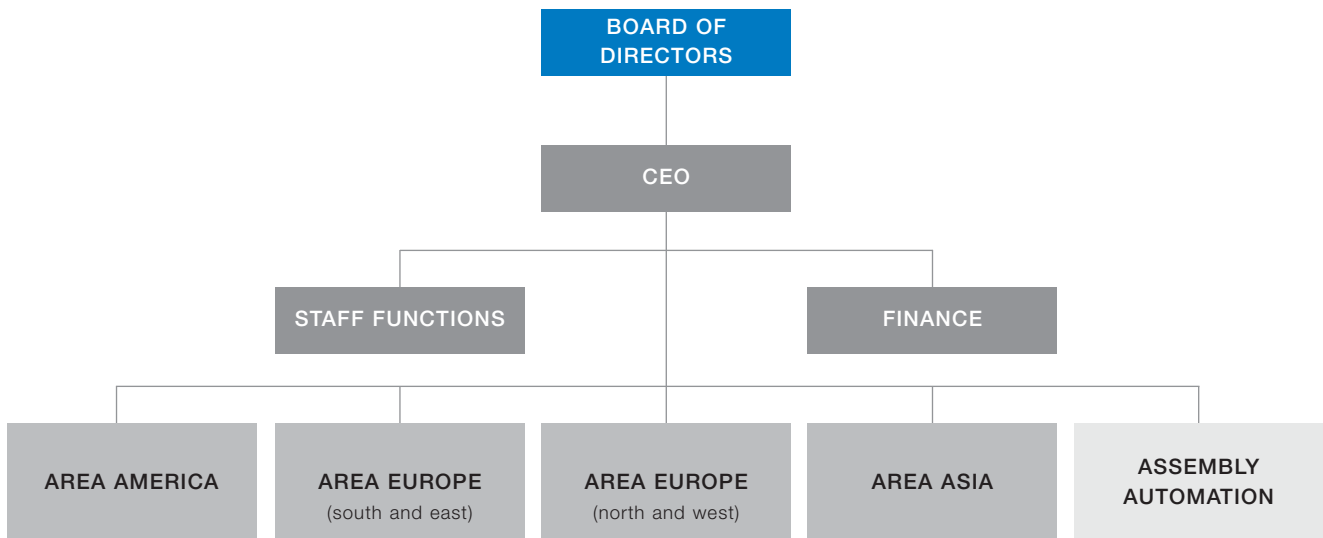 BOARD OF
DIRECTORS
CEO
STAFF FUNCTIONS
FINANCE
AREA AMERICA
AREA EUROPE
(south and east)
AREA EUROPE
(north and west)
AREA ASIA
ASSEMBLY
AUTOMATION